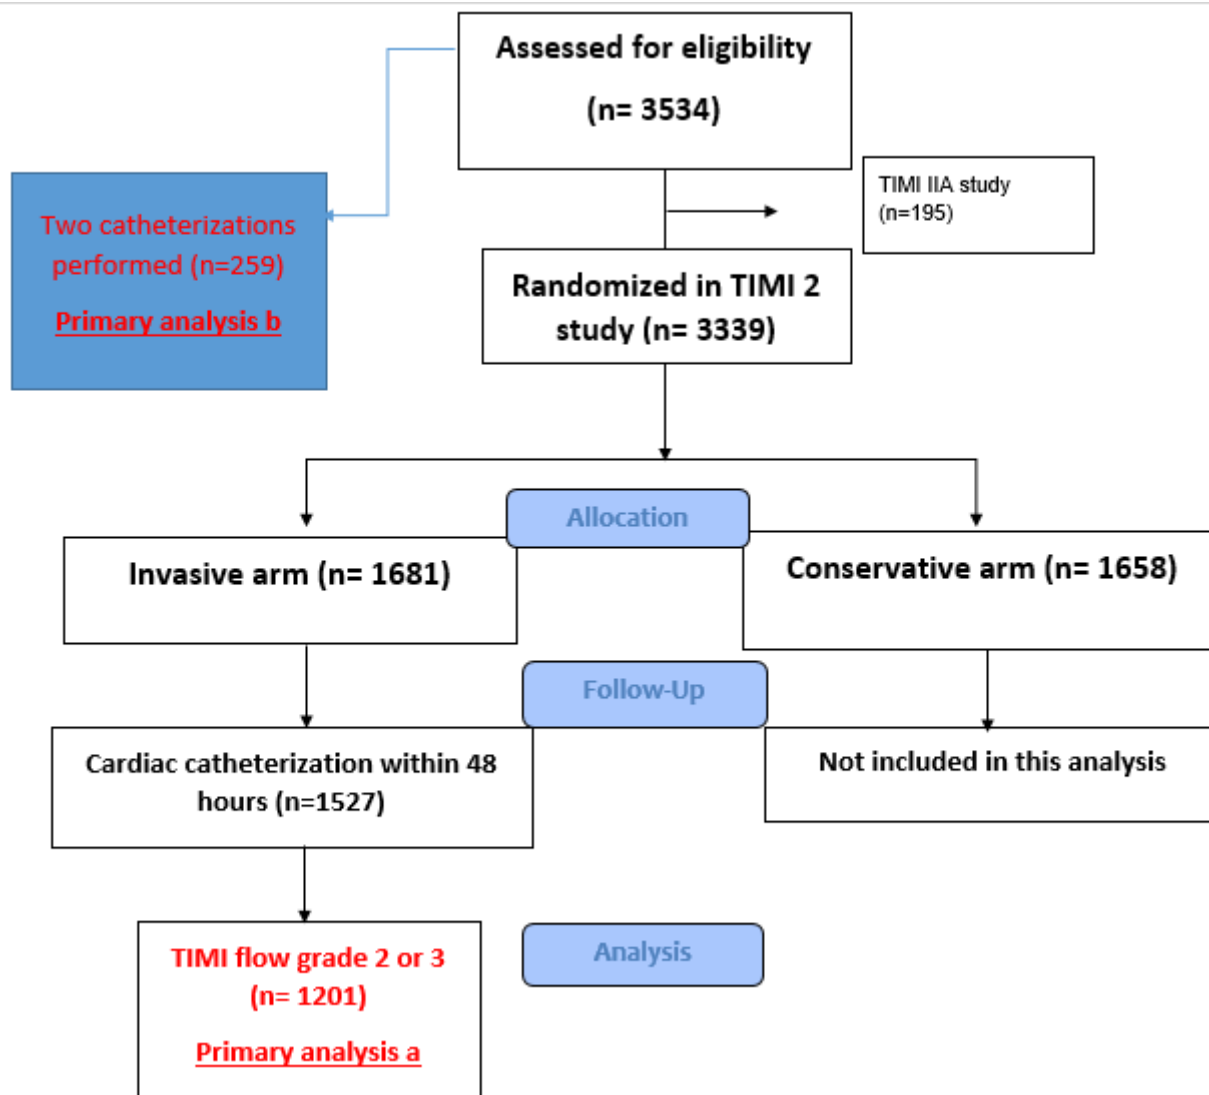 Assessed for eligibility
(n= 3534)
TIMI IIA study
(n=195)
Two catheterizations
performed (n=259)
Primary analysis b
Randomized in TIMI 2
study (n= 3339)
Allocation
Invasive arm (n= 1681)
Conservative arm (n= 1658)
Follow-Up
Cardiac catheterization within 48
hours (n=1527)
Not included in this analysis
TIMI flow grade 2 or 3
(n= 1201)
Primary analysis a
Analysis